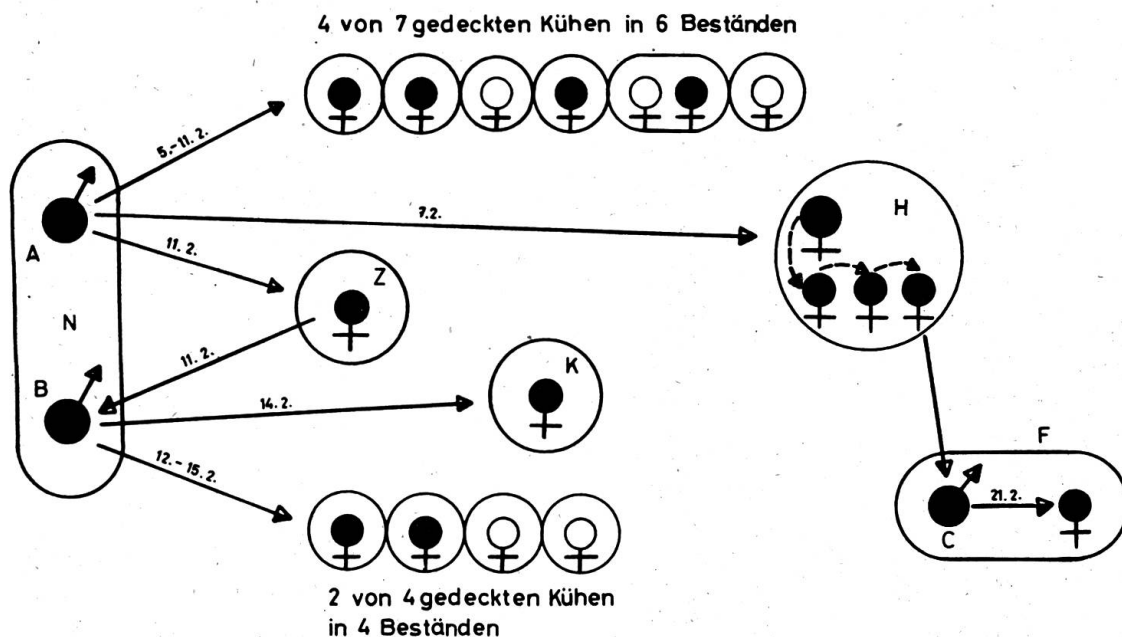 4 von 7 gedeckten Kühen in 6 Beständen
5.-11.2.
A
7.2.
H
11.2.
Z
N
11.2.
K
B
14.2.
12.-15.2.
F
21.2.
C
2 von 4 gedeckten Kühen
in 4 Beständen